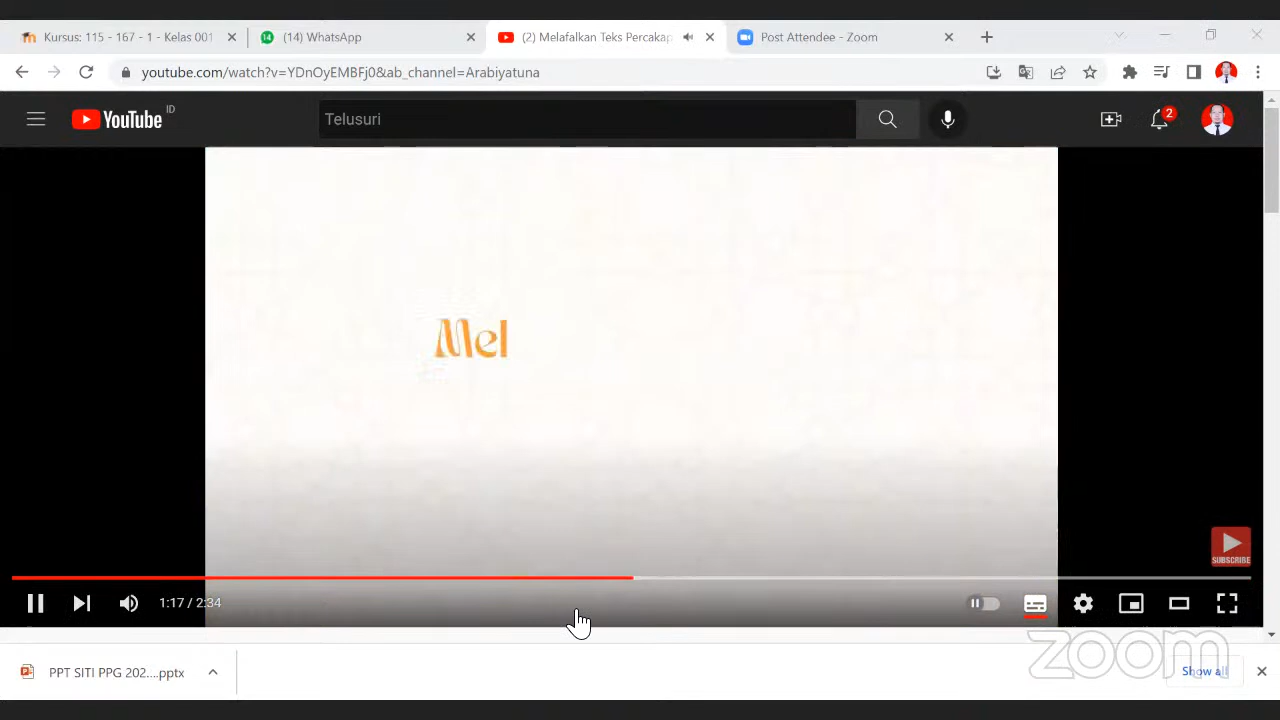 Kursus: 115 - 167 - 1 - Kelas 001
(14) WhatsApp
(2) Melafalkan Teks Percakap
Post Attendee - Zoom
youtube.com/watch?v=YDnOyEMBFj0&ab_channel=Arabiyatuna
YouTube ID
Telusuri
2
Mel
SUBSCRIBE
1:17 / 2:34
PPT SITI PPG 202....pptx
Show all
zoom